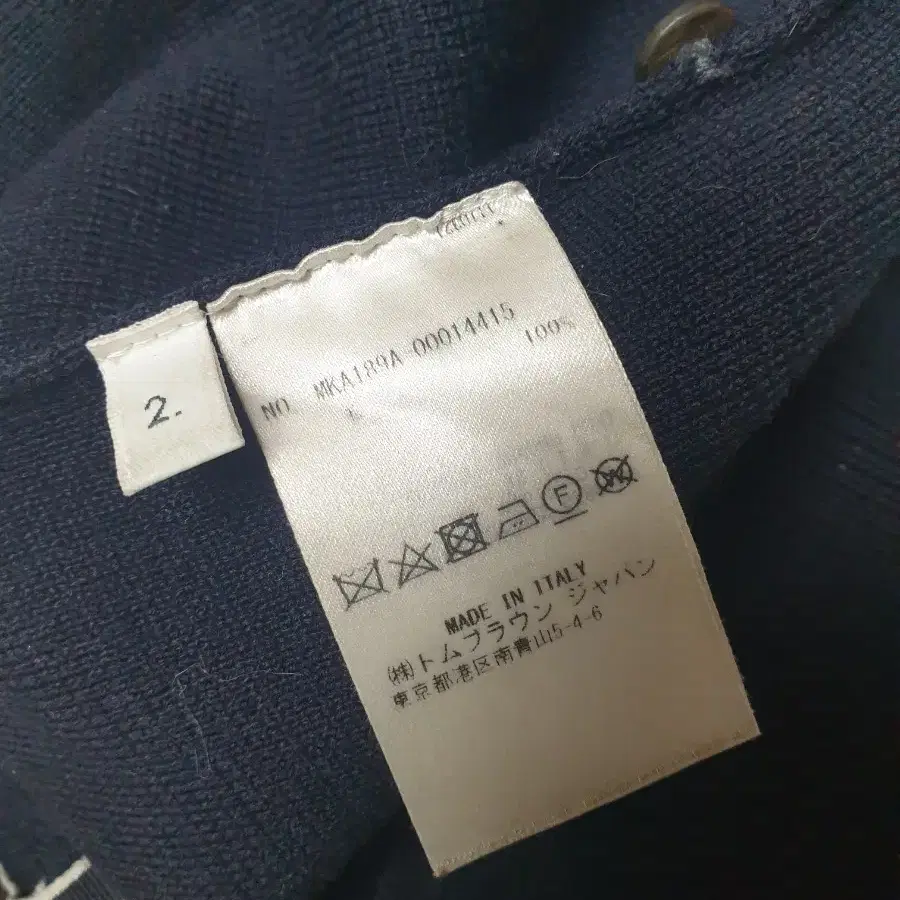 2.
NO. MKA189A-00014415
100%
F
W
MADE IN ITALY
(株)トムブラウン ジャパン
東京都港区南青山5-4-6